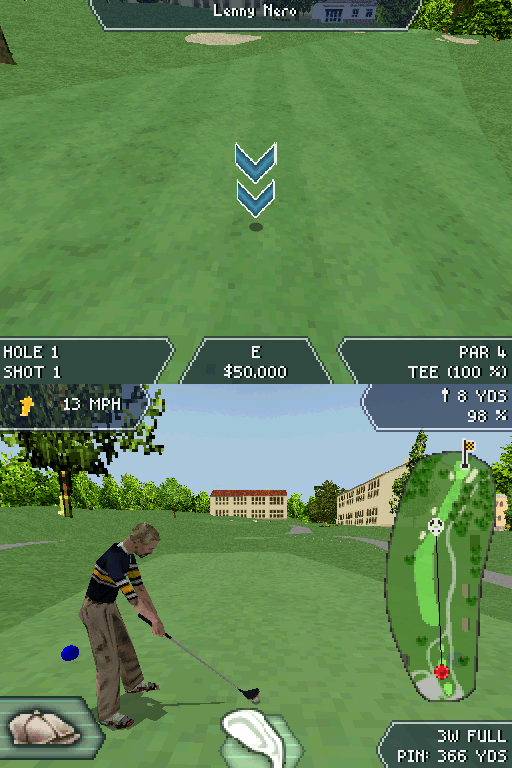 Lenny Nero
HOLE 1
SHOT 1
E
$50,000
PAR 4
TEE (100 %)
13 MPH
↑ 8 YDS
98 %
3W FULL
PIN: 366 YDS